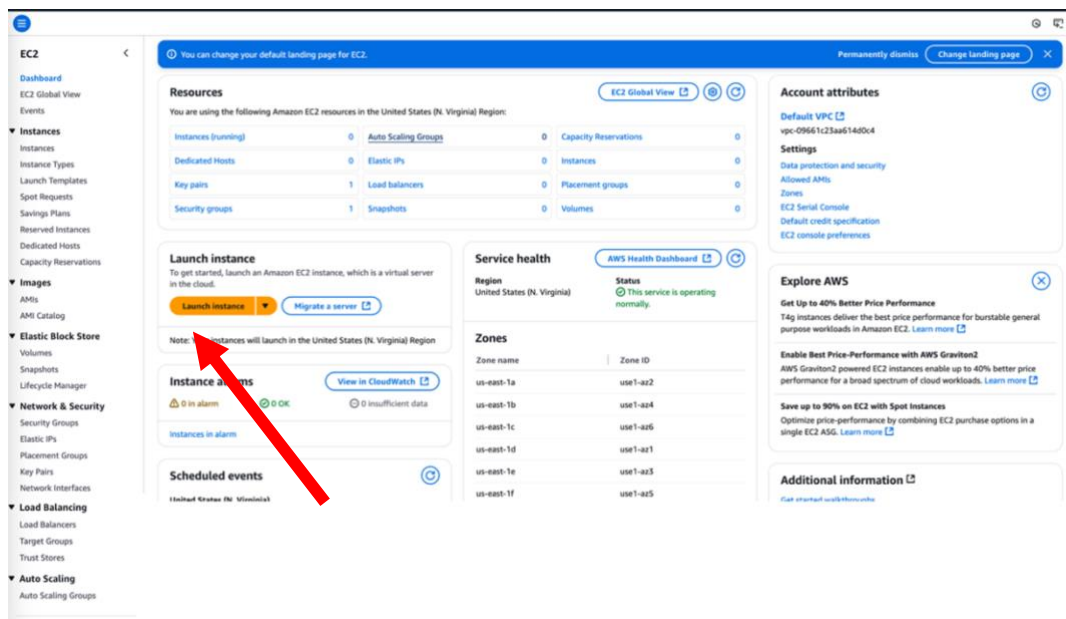 EC2
Dashboard
EC2 Global View
Events
Instances
Instances
Instance Types
Launch Templates
Spot Requests
Savings Plans
Reserved Instances
Dedicated Hosts
Capacity Reservations
Images
AMIs
AMI Catalog
Elastic Block Store
Volumes
Snapshots
Lifecycle Manager
Network & Security
Security Groups
Elastic IPs
Placement Groups
Key Pairs
Network Interfaces
Load Balancing
Load Balancers
Target Groups
Trust Stores
Auto Scaling
Auto Scaling Groups
You can change your default landing page for EC2.
Permanently dismiss Change landing page
Resources
EC2 Global View
You are using the following Amazon EC2 resources in the United States (N. Virginia) Region:
Instances (running) 0 Auto Scaling Groups 0 Capacity Reservations 0
Dedicated Hosts 0 Elastic IPs 0 Instances 0
Key pairs 1 Load balancers 0 Placement groups 0
Security groups 1 Snapshots 0 Volumes 0
Launch instance
To get started, launch an Amazon EC2 instance, which is a virtual server
in the cloud.
Launch instance Migrate a server
Note: instances will launch in the United States (N. Virginia) Region
Instance View in CloudWatch
0 in alarm 0 OK 0 insufficient data
Instances in alarm
Scheduled events
United States (N. Virginia)
Service health
AWS Health Dashboard
Region Status
United States (N. Virginia) This service is operating
normally.
Zones
Zone name Zone ID
us-east-1a use1-az2
us-east-1b use1-az4
us-east-1c use1-az6
us-east-1d use1-az1
us-east-1e use1-az3
us-east-1f use1-az5
Account attributes
Default VPC
vpc-09661c23aa614d0c4
Settings
Data protection and security
Allowed AMIs
Zones
EC2 Serial Console
Default credit specification
EC2 console preferences
Explore AWS
Get Up to 40% Better Price Performance
T4g instances deliver the best price performance for burstable general
purpose workloads in Amazon EC2. Learn more
Enable Best Price-Performance with AWS Graviton2
AWS Graviton2 powered EC2 instances enable up to 40% better price
performance for a broad spectrum of cloud workloads. Learn more
Save up to 90% on EC2 with Spot Instances
Optimize price-performance by combining EC2 purchase options in a
single EC2 ASG. Learn more
Additional information
Get started walkthroughs